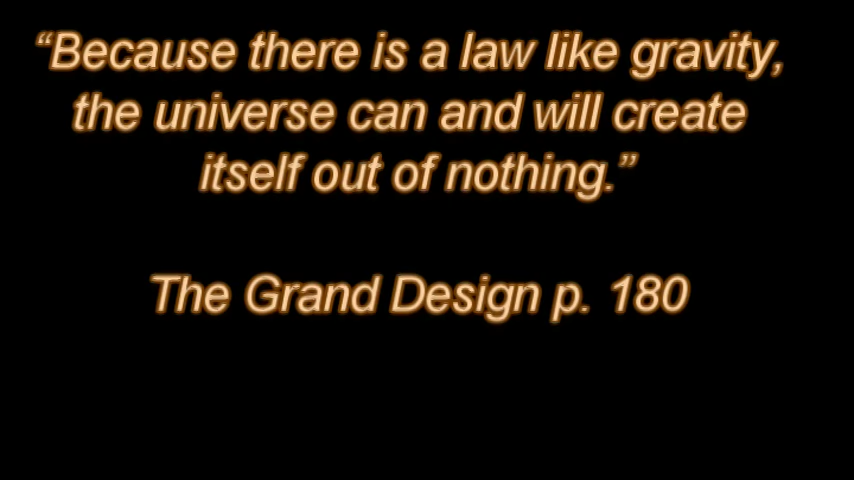 “Because there is a law like gravity,
the universe can and will create
itself out of nothing.”
The Grand Design p. 180